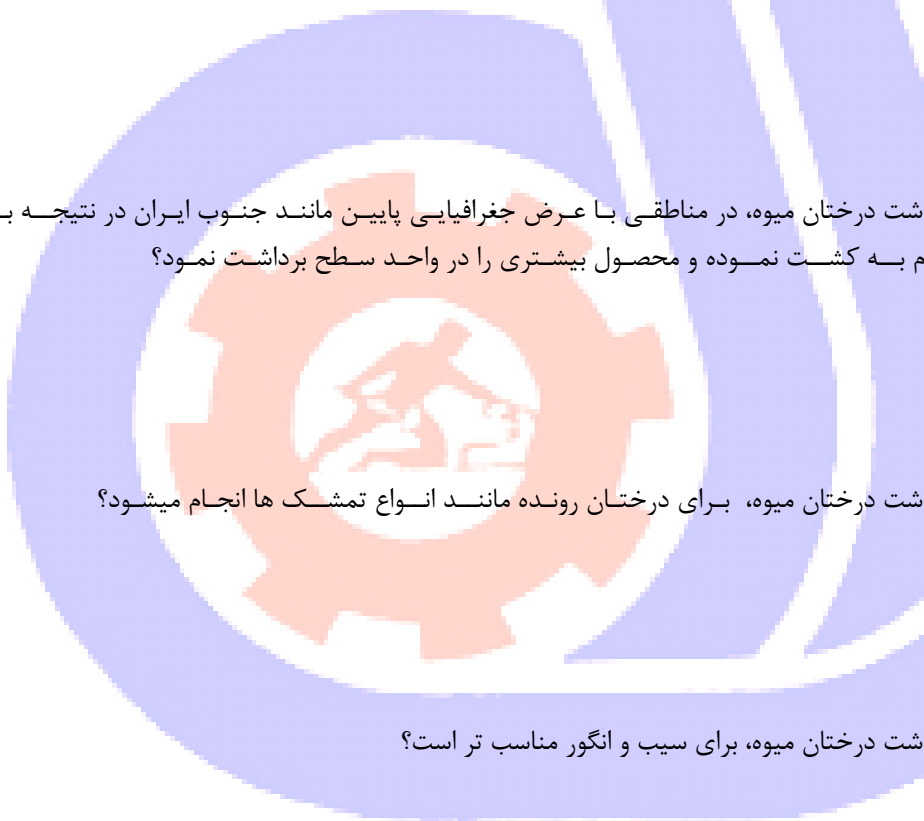 شت درختان میوه، در مناطقی با عرض جغرافیایی پایین مانند جنوب ایران در نتیجه ب
م به کشت نموده و محصول بیشتری را در واحد سطح برداشت نمود؟
شت درختان میوه، برای درختان رونده مانند انواع تمشک ها انجام میشود؟
شت درختان میوه، برای سیب و انگور مناسب تر است؟